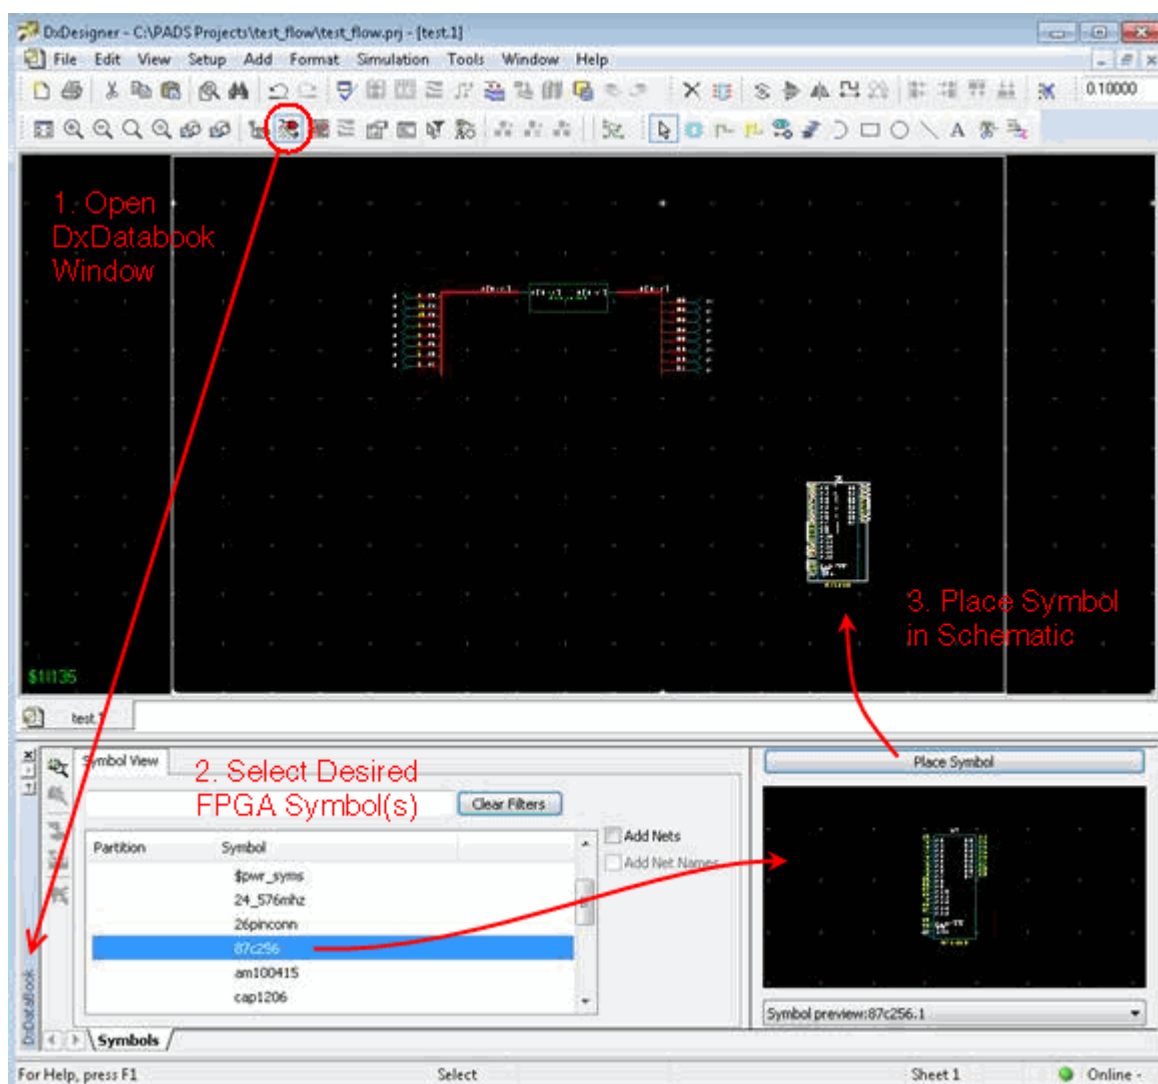 DxDesigner - C:\PADS Projects\test_flow\test_flow.prj - [test.1]
File Edit View Setup Add Format Simulation Tools Window Help
0.10000
1. Open
DxDatabook
Window
3. Place Symbol
in Schematic
$1I135
test.1
Symbol View
2. Select Desired
FPGA Symbol(s)
Clear Filters
Place Symbol
Partition Symbol
Add Nets
Add Net Names
$pwr_syms
24_576mhz
26pinconn
87c256
am100415
cap1206
DxDataBook
Symbol preview:87c256.1
Symbols
For Help, press F1 Select Sheet 1 Online -